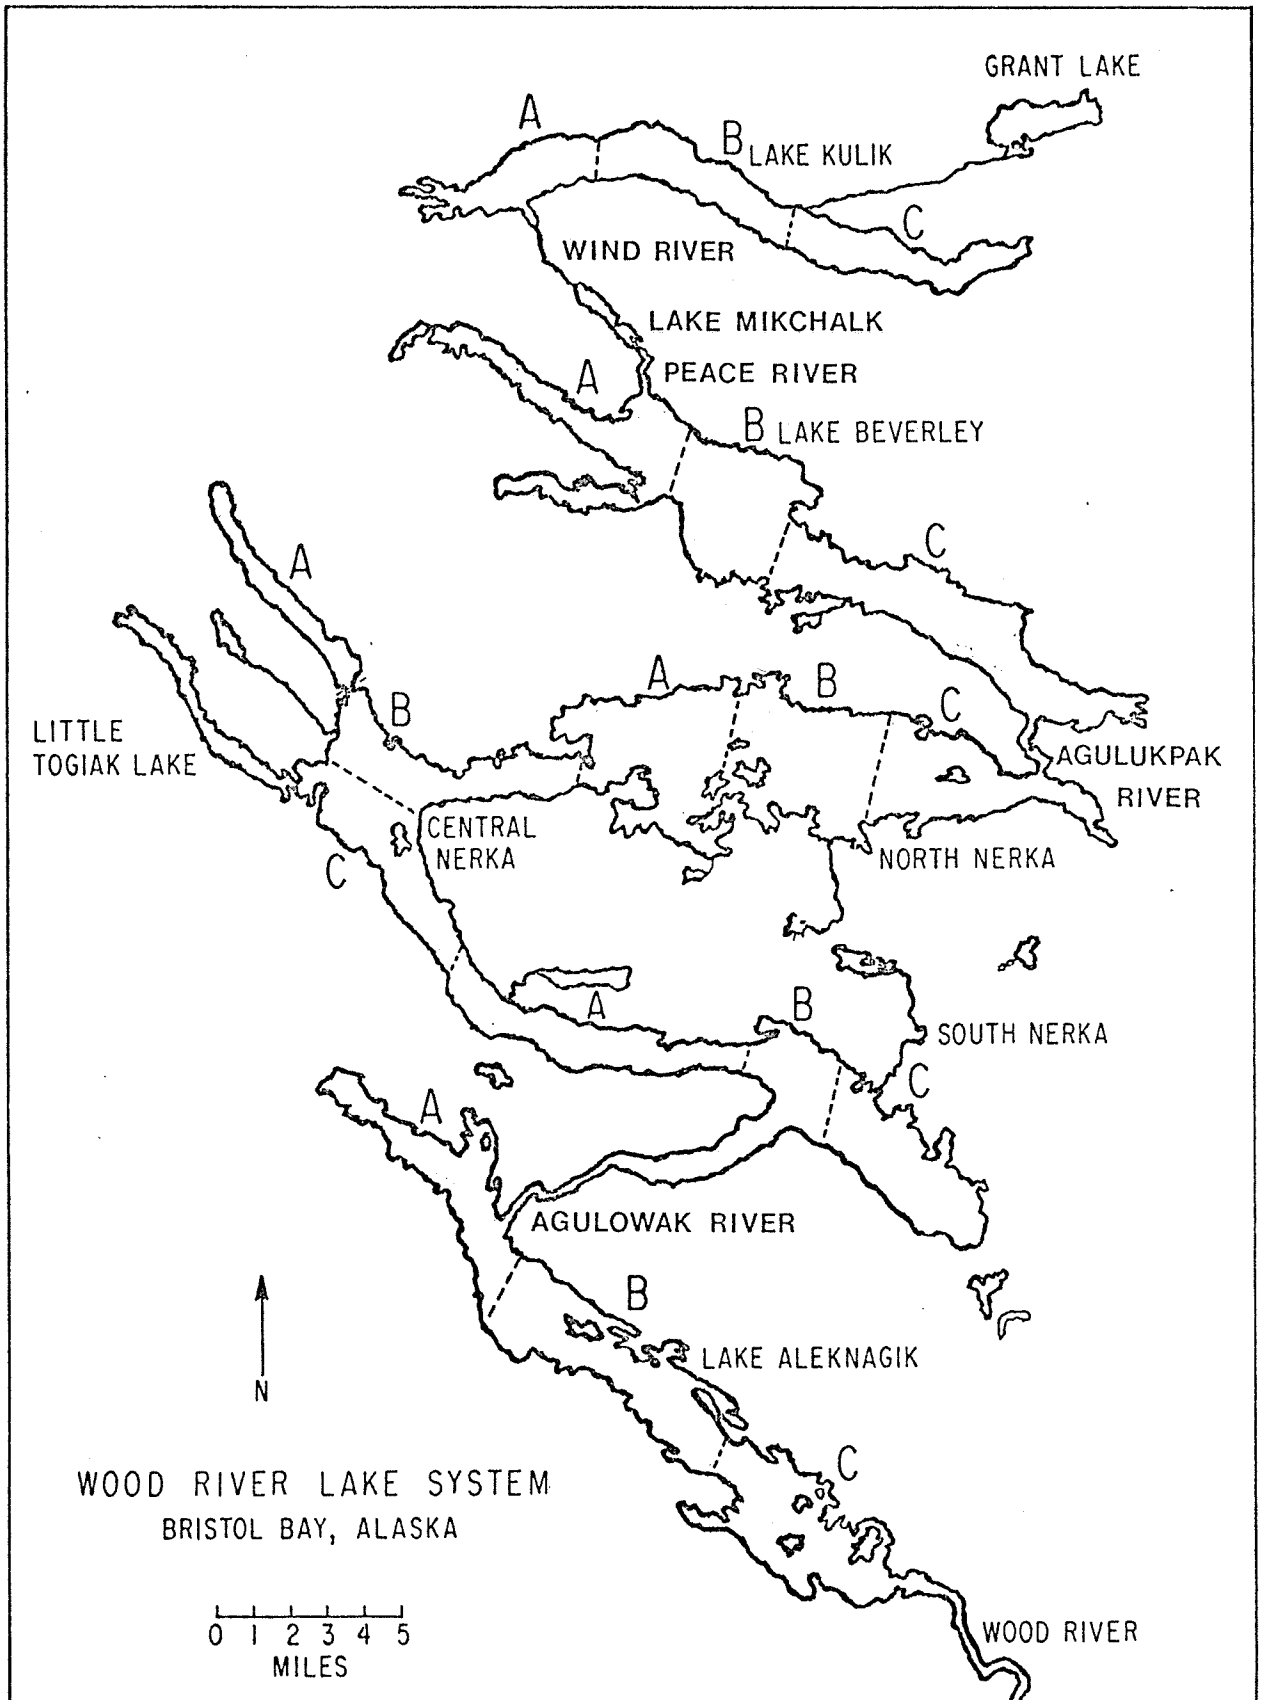 GRANT LAKE
A
B LAKE KULIK
C
WIND RIVER
LAKE MIKCHALK
A
PEACE RIVER
B LAKE BEVERLEY
C
A
A
B
C
B
LITTLE
TOGIAK LAKE
AGULUKPAK
RIVER
CENTRAL
NERKA
NORTH NERKA
C
A
B
SOUTH NERKA
C
A
AGULOWAK RIVER
B
N
LAKE ALEKNAGIK
C
WOOD RIVER LAKE SYSTEM
BRISTOL BAY, ALASKA
0 1 2 3 4 5
MILES
WOOD RIVER